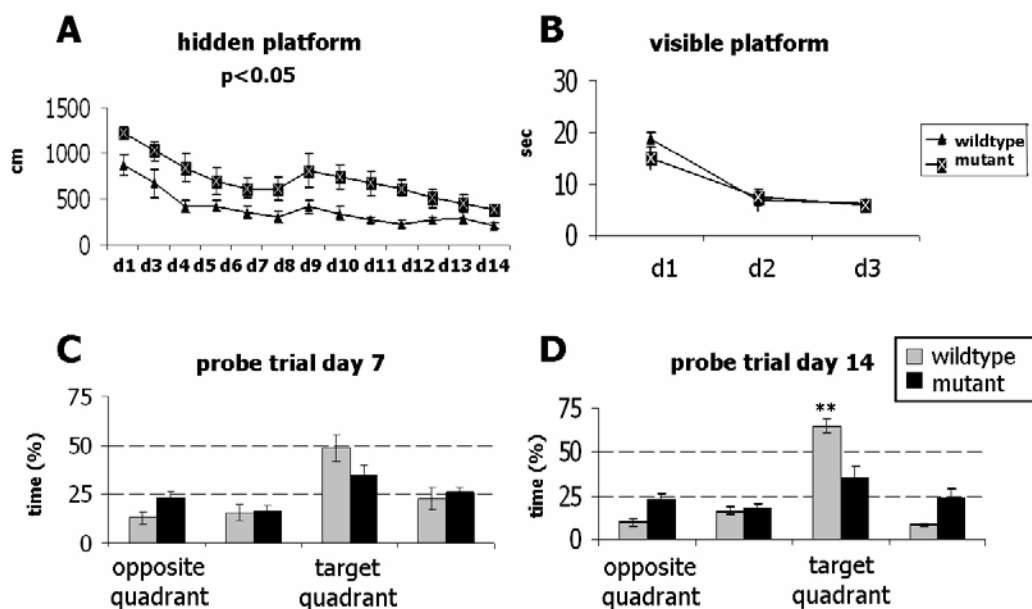 A
hidden platform
p<0.05
cm
1500
1000
500
0
d1 d3 d4 d5 d6 d7 d8 d9 d10 d11 d12 d13 d14
B
visible platform
sec
30
20
10
0
d1 d2 d3
wildtype
mutant
C
probe trial day 7
time (%)
75
50
25
0
opposite quadrant
target quadrant
D
probe trial day 14
wildtype
mutant
**
time (%)
75
50
25
0
opposite quadrant
target quadrant